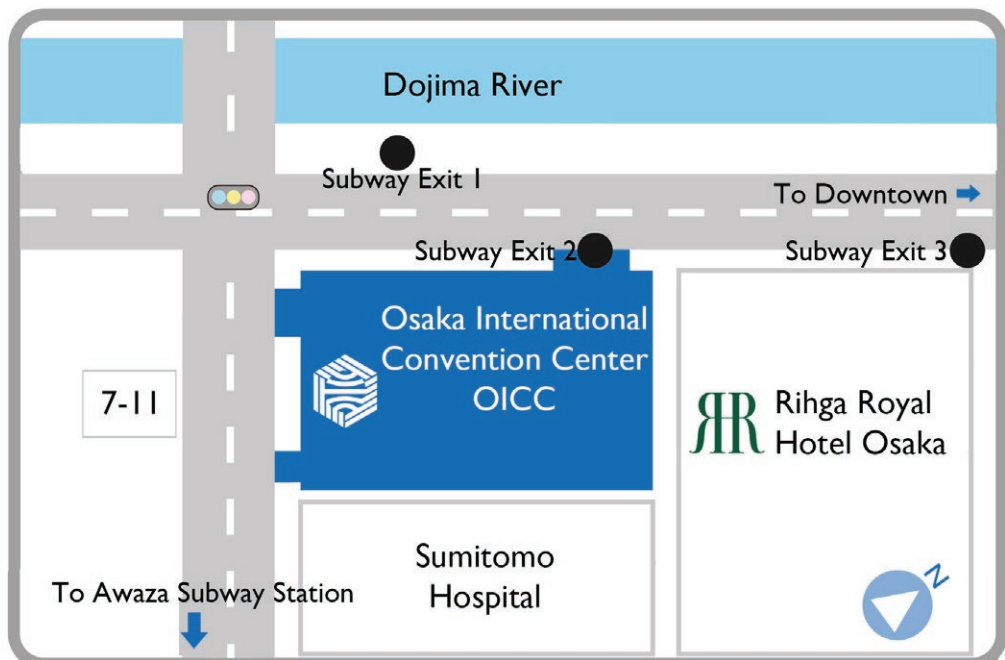 Dojima River
Subway Exit 1
To Downtown
Subway Exit 2
Subway Exit 3
Osaka International
Convention Center
OICC
7-11
RR
Rihga Royal
Hotel Osaka
Sumitomo
Hospital
To Awaza Subway Station
N